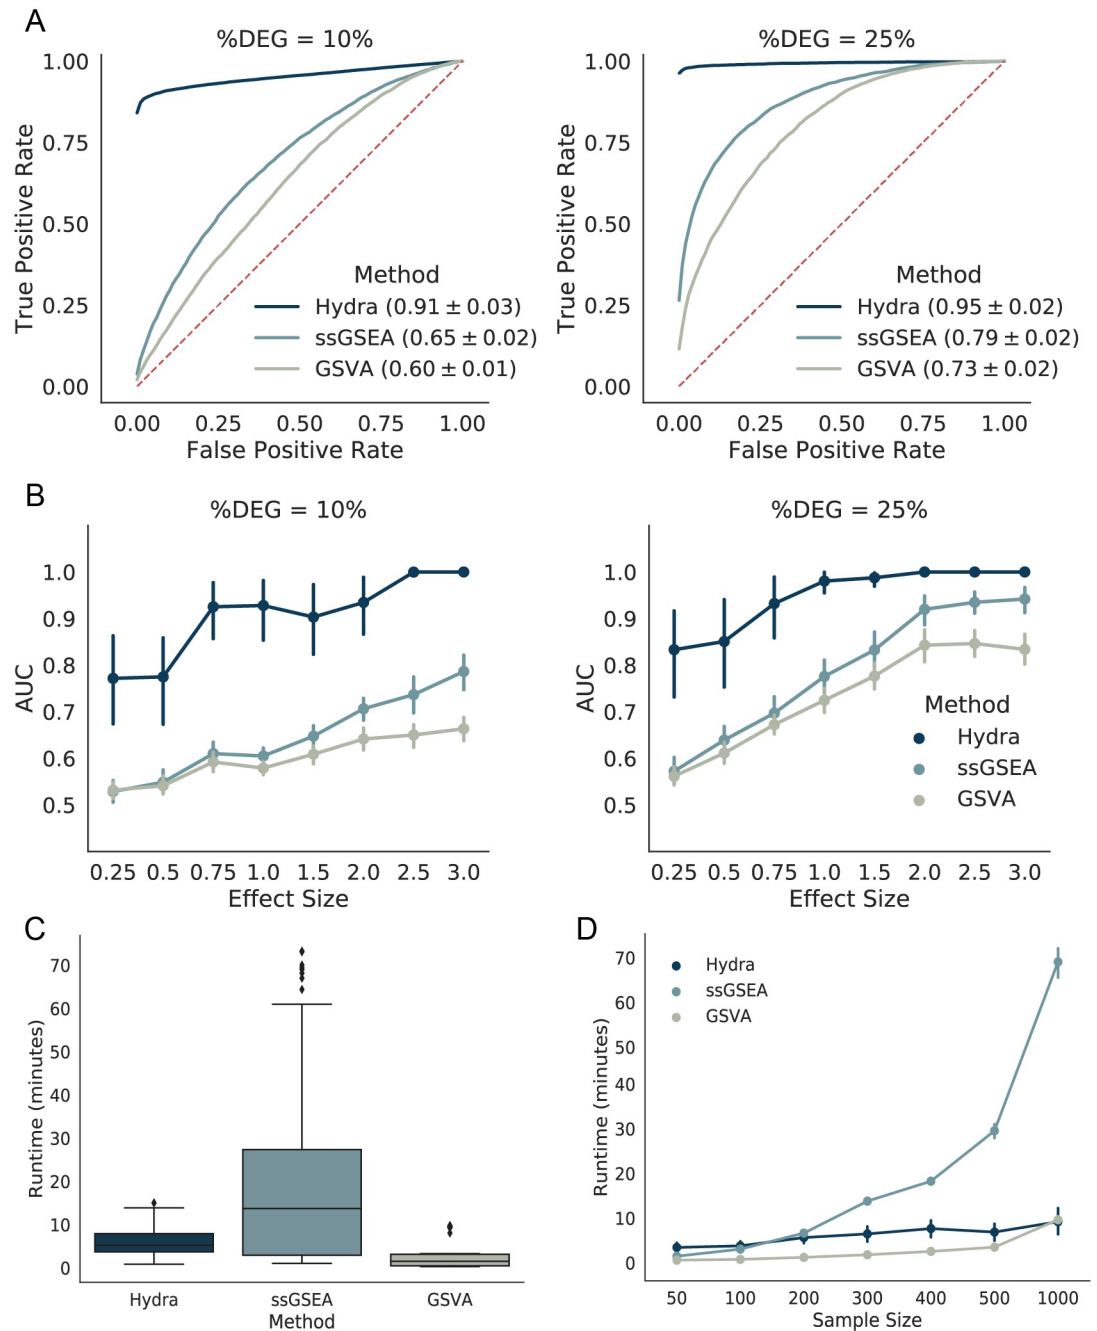 A
%DEG = 10%
1.00
0.75
0.50
0.25
0.00
True Positive Rate
Method
Hydra (0.91 ± 0.03)
ssGSEA (0.65 ± 0.02)
GSVA (0.60 ± 0.01)
0.00 0.25 0.50 0.75 1.00
False Positive Rate
%DEG = 25%
1.00
0.75
0.50
0.25
0.00
True Positive Rate
Method
Hydra (0.95 ± 0.02)
ssGSEA (0.79 ± 0.02)
GSVA (0.73 ± 0.02)
0.00 0.25 0.50 0.75 1.00
False Positive Rate
B
%DEG = 10%
1.0
0.9
0.8
0.7
0.6
0.5
AUC
0.25 0.5 0.75 1.0 1.5 2.0 2.5 3.0
Effect Size
%DEG = 25%
1.0
0.9
0.8
0.7
0.6
0.5
AUC
Method
Hydra
ssGSEA
GSVA
0.25 0.5 0.75 1.0 1.5 2.0 2.5 3.0
Effect Size
C
70
60
50
40
30
20
10
0
Runtime (minutes)
Hydra ssGSEA GSVA
Method
D
70
60
50
40
30
20
10
0
Runtime (minutes)
Hydra
ssGSEA
GSVA
50 100 200 300 400 500 1000
Sample Size